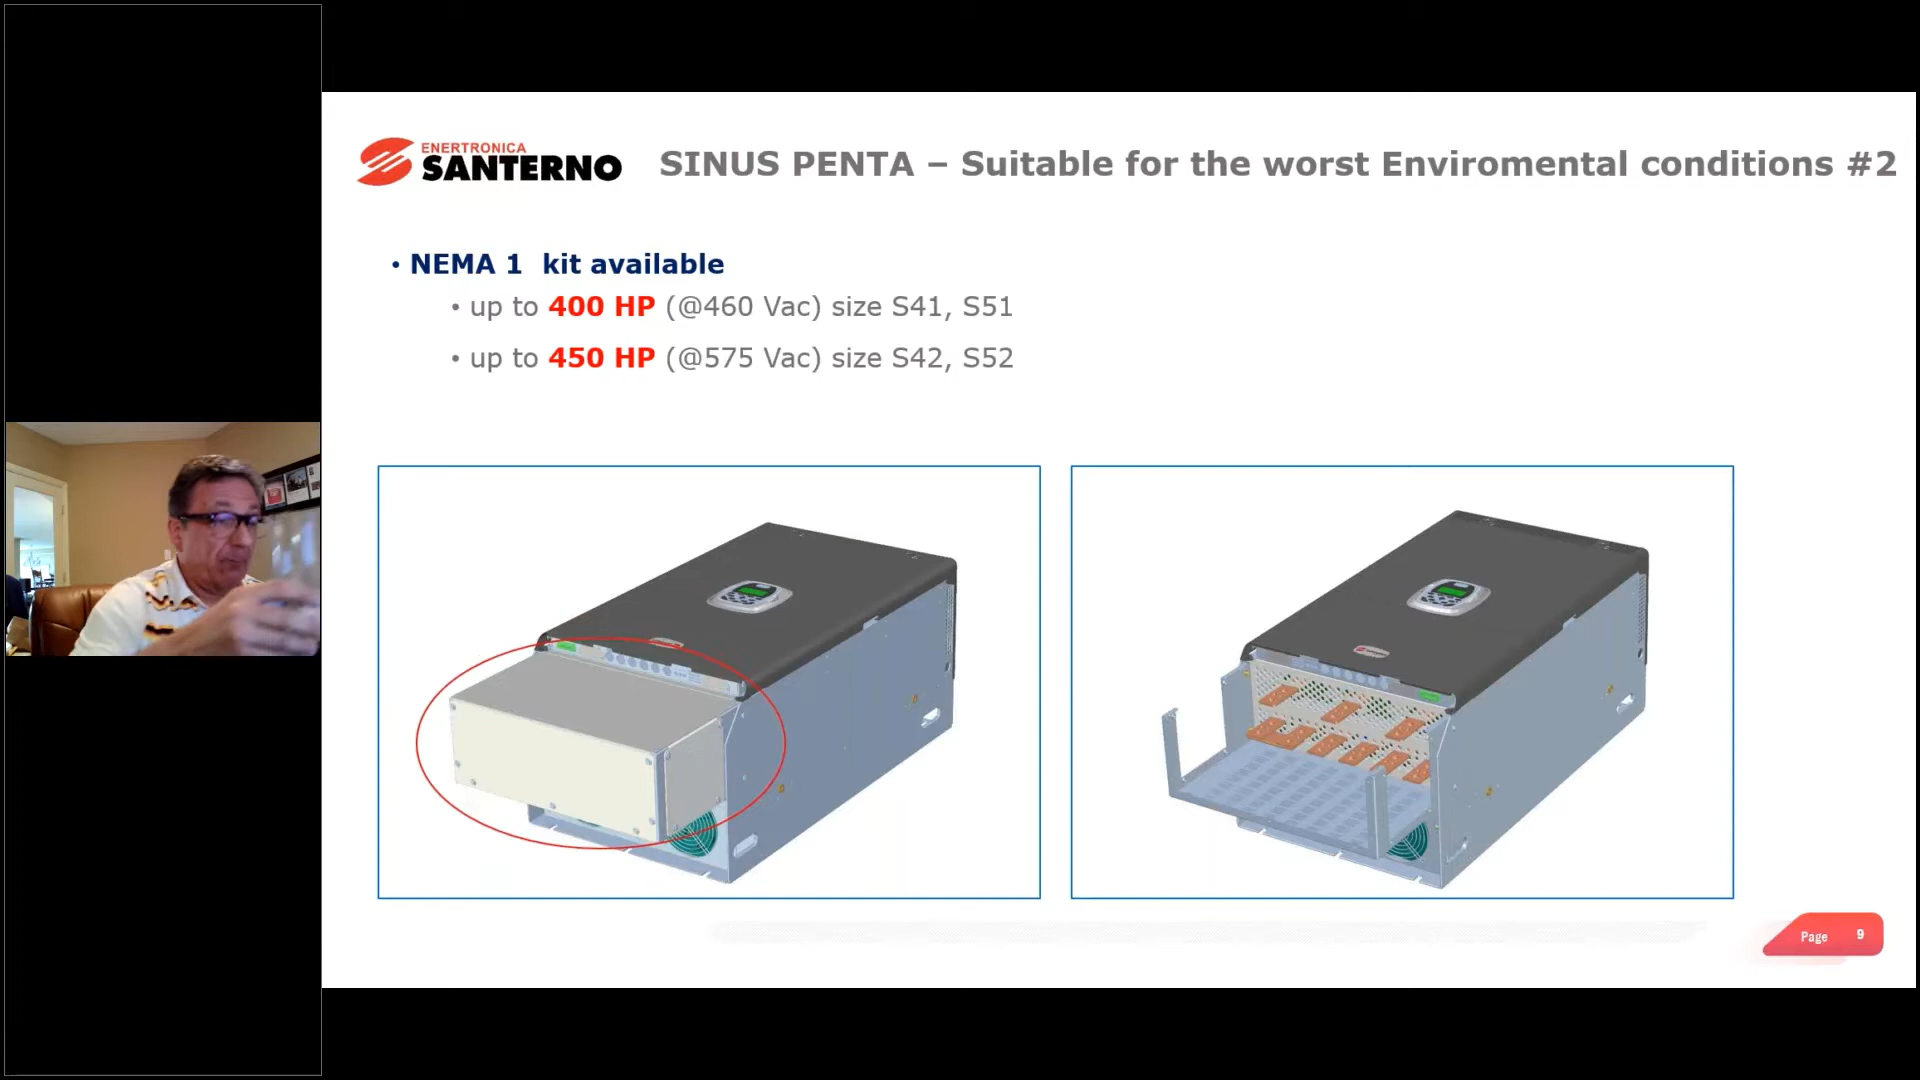 ENERTRONICA
SANTERNO
SINUS PENTA – Suitable for the worst Enviromental conditions #2
• NEMA 1 kit available
• up to 400 HP (@460 Vac) size S41, S51
• up to 450 HP (@575 Vac) size S42, S52
Page 9